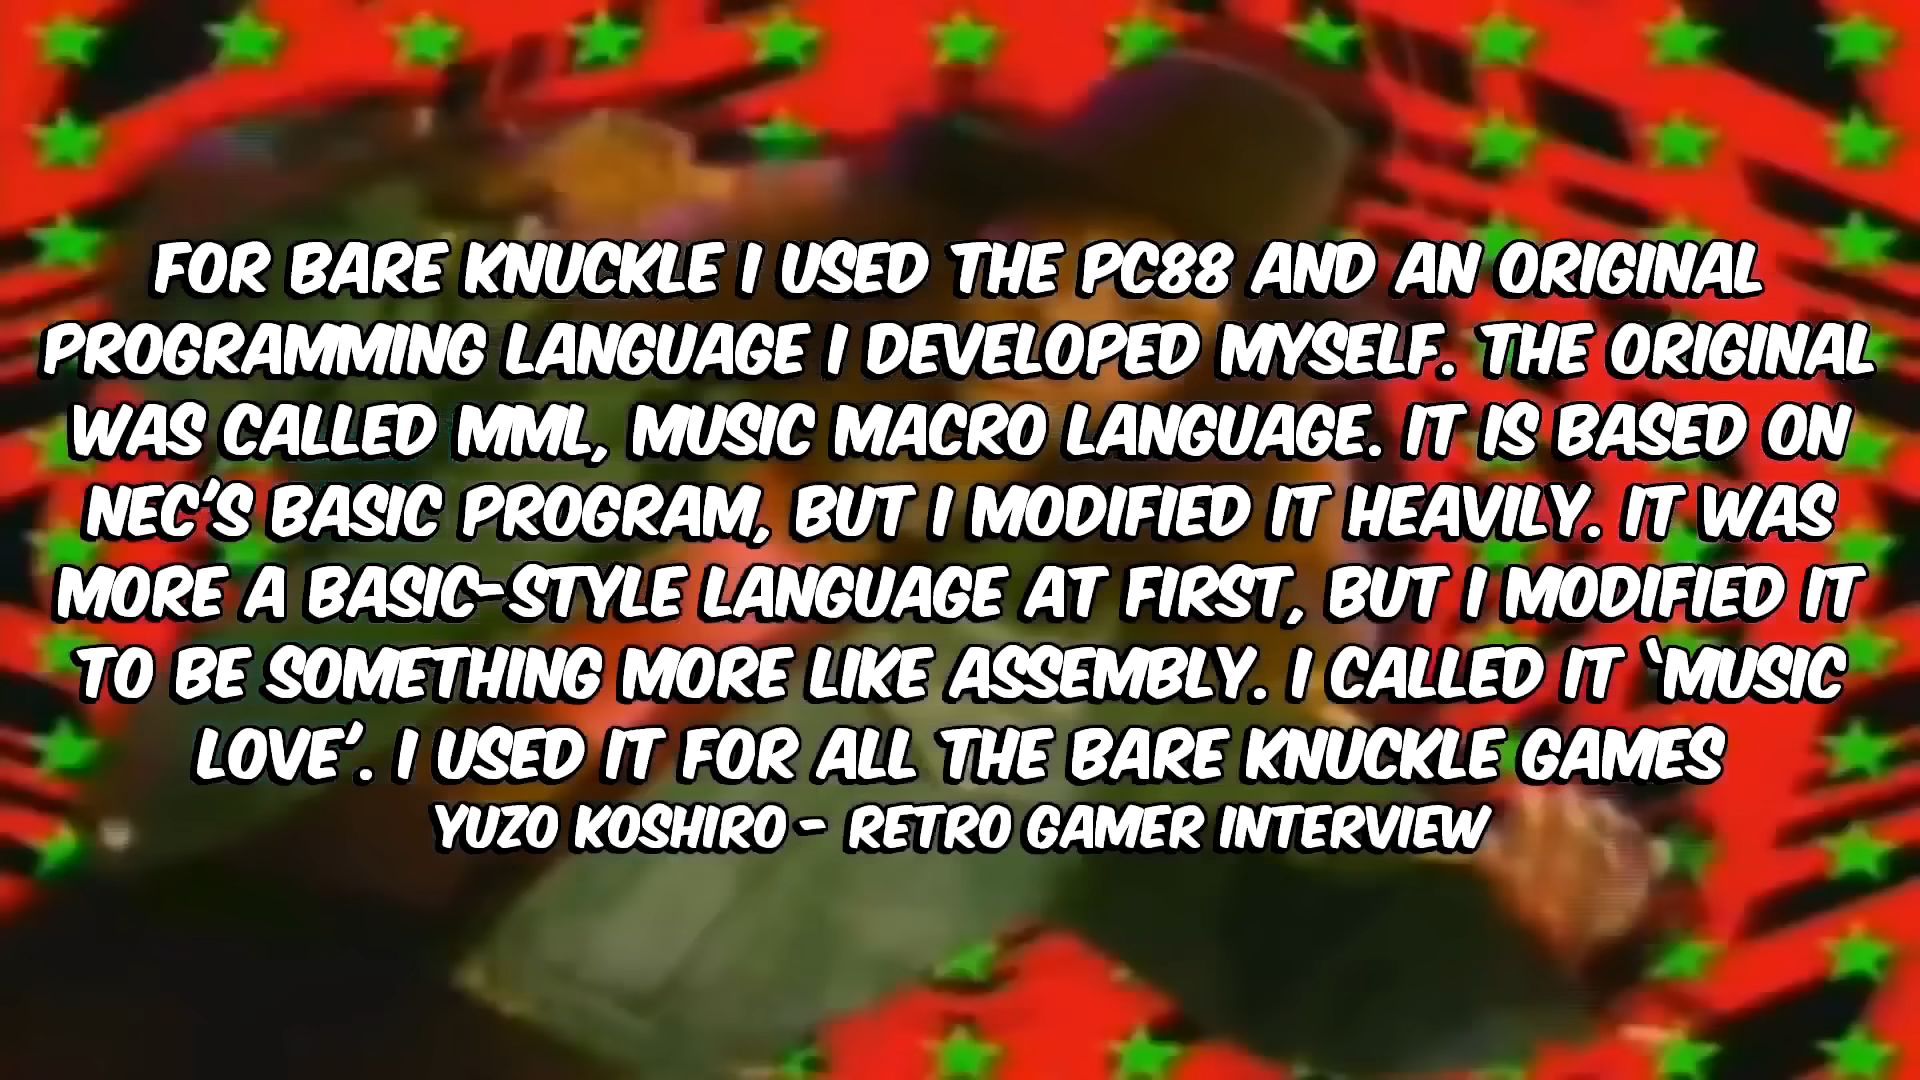 FOR BARE KNUCKLE I USED THE PC88 AND AN ORIGINAL
PROGRAMMING LANGUAGE I DEVELOPED MYSELF. THE ORIGINAL
WAS CALLED MML, MUSIC MACRO LANGUAGE. IT IS BASED ON
NEC'S BASIC PROGRAM, BUT I MODIFIED IT HEAVILY. IT WAS
MORE A BASIC-STYLE LANGUAGE AT FIRST, BUT I MODIFIED IT
TO BE SOMETHING MORE LIKE ASSEMBLY. I CALLED IT ‘MUSIC
LOVE’. I USED IT FOR ALL THE BARE KNUCKLE GAMES
YUZO KOSHIRO - RETRO GAMER INTERVIEW